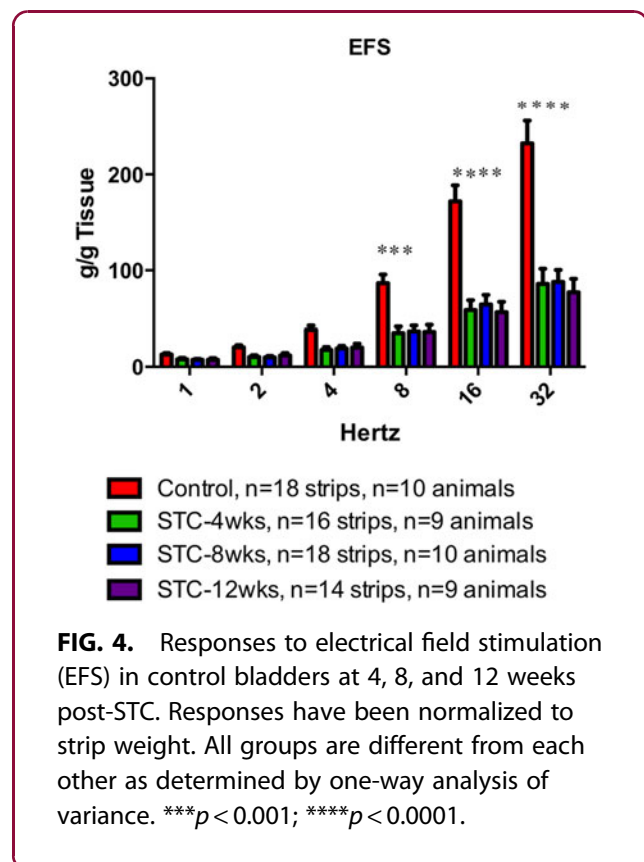 EFS
300
200
100
0
g/g Tissue
***
****
****
1 2 4 8 16 32
Hertz
Control, n=18 strips, n=10 animals
STC-4wks, n=16 strips, n=9 animals
STC-8wks, n=18 strips, n=10 animals
STC-12wks, n=14 strips, n=9 animals
FIG. 4. Responses to electrical field stimulation
(EFS) in control bladders at 4, 8, and 12 weeks
post-STC. Responses have been normalized to
strip weight. All groups are different from each
other as determined by one-way analysis of
variance. ***p < 0.001; ****p < 0.0001.